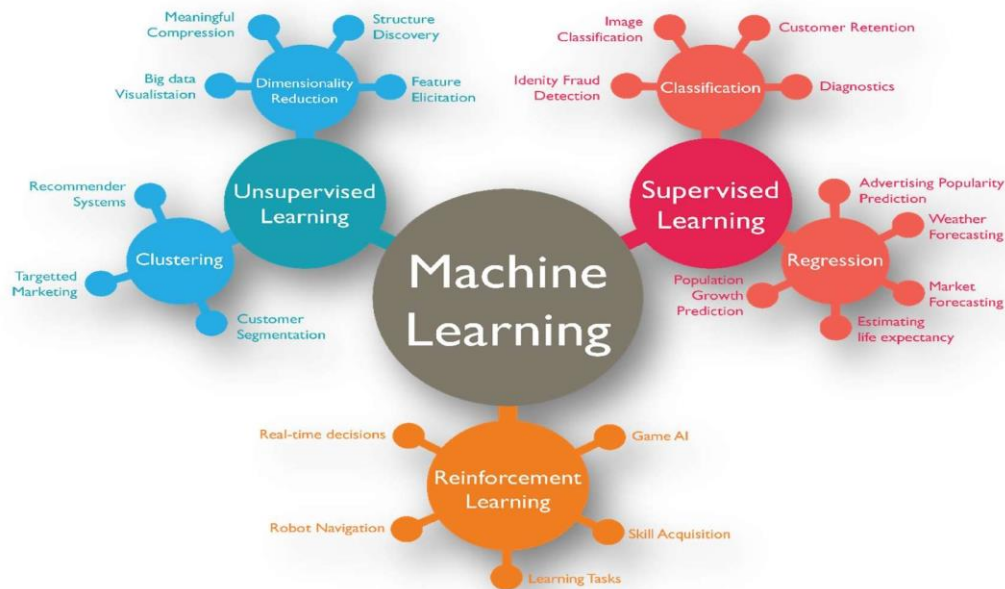 Machine
Learning
Unsupervised
Learning
Dimensionality
Reduction
Meaningful
Compression
Structure
Discovery
Big data
Visualistaion
Feature
Elicitation
Clustering
Recommender
Systems
Targetted
Marketing
Customer
Segmentation
Supervised
Learning
Classification
Image
Classification
Customer Retention
Idenity Fraud
Detection
Diagnostics
Regression
Advertising Popularity
Prediction
Weather
Forecasting
Population
Growth
Prediction
Market
Forecasting
Estimating
life expectancy
Reinforcement
Learning
Real-time decisions
Game AI
Robot Navigation
Skill Acquisition
Learning Tasks